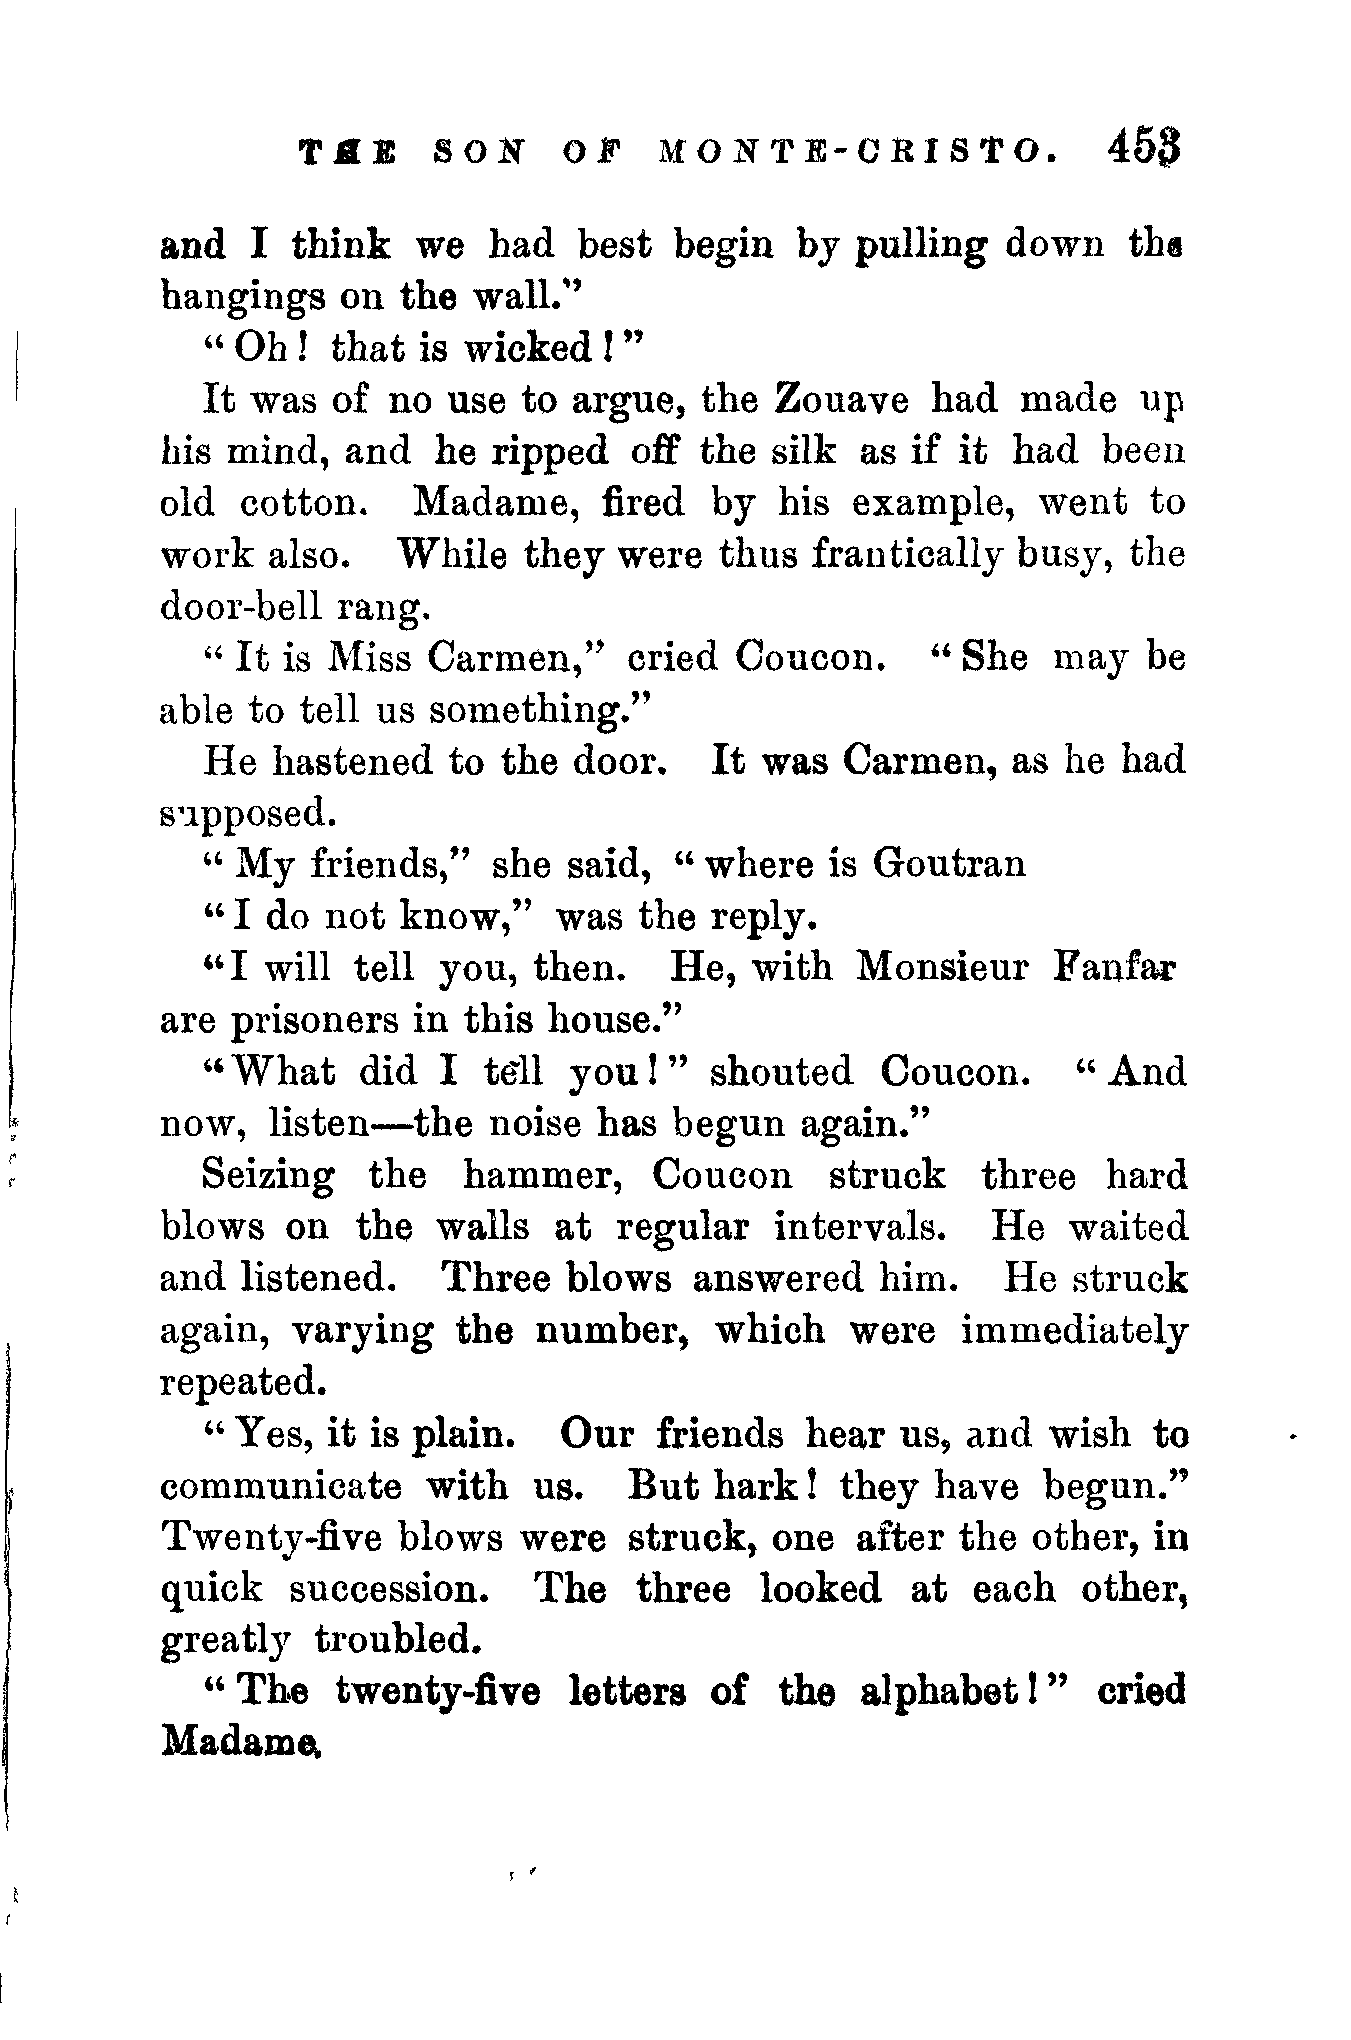 THE SON OF MONTE-CRISTO. 453
and I think we had best begin by pulling down the
hangings on the wall."
"Oh! that is wicked!"
It was of no use to argue, the Zouave had made up
his mind, and he ripped off the silk as if it had been
old cotton. Madame, fired by his example, went to
work also. While they were thus frantically busy, the
door-bell rang.
"It is Miss Carmen," cried Coucon. "She may be
able to tell us something."
He hastened to the door. It was Carmen, as he had
supposed.
"My friends," she said, "where is Goutran
"I do not know," was the reply.
"I will tell you, then. He, with Monsieur Fanfar
are prisoners in this house."
"What did I tell you!" shouted Coucon. "And
now, listen—the noise has begun again."
Seizing the hammer, Coucon struck three hard
blows on the walls at regular intervals. He waited
and listened. Three blows answered him. He struck
again, varying the number, which were immediately
repeated.
"Yes, it is plain. Our friends hear us, and wish to
communicate with us. But hark! they have begun."
Twenty-five blows were struck, one after the other, in
quick succession. The three looked at each other,
greatly troubled.
"The twenty-five letters of the alphabet!" cried
Madame.